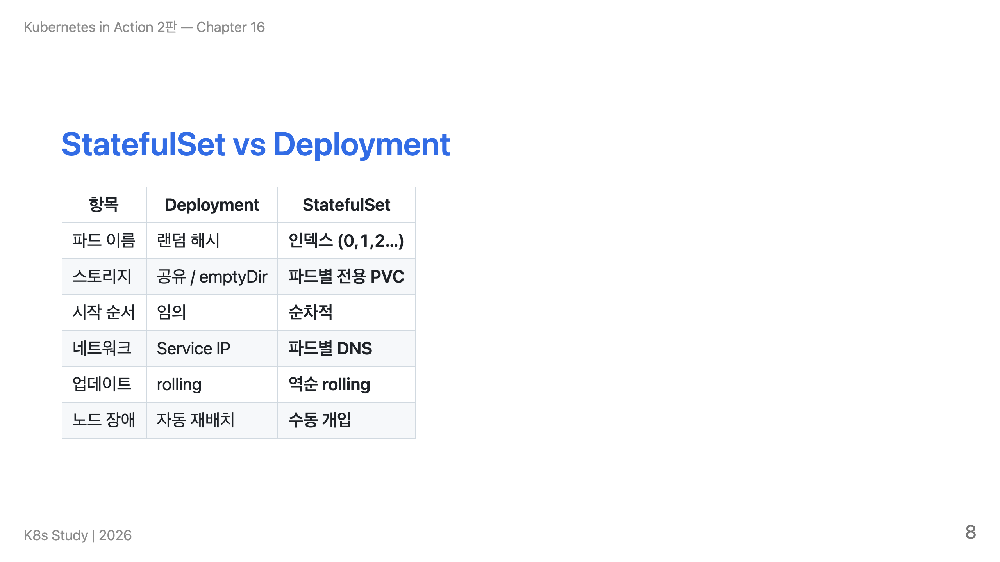 Kubernetes in Action 2판 — Chapter 16
StatefulSet vs Deployment
항목 Deployment StatefulSet
파드 이름 랜덤 해시 인덱스 (0,1,2...)
스토리지 공유 / emptyDir 파드별 전용 PVC
시작 순서 임의 순차적
네트워크 Service IP 파드별 DNS
업데이트 rolling 역순 rolling
노드 장애 자동 재배치 수동 개입
K8s Study | 2026
8